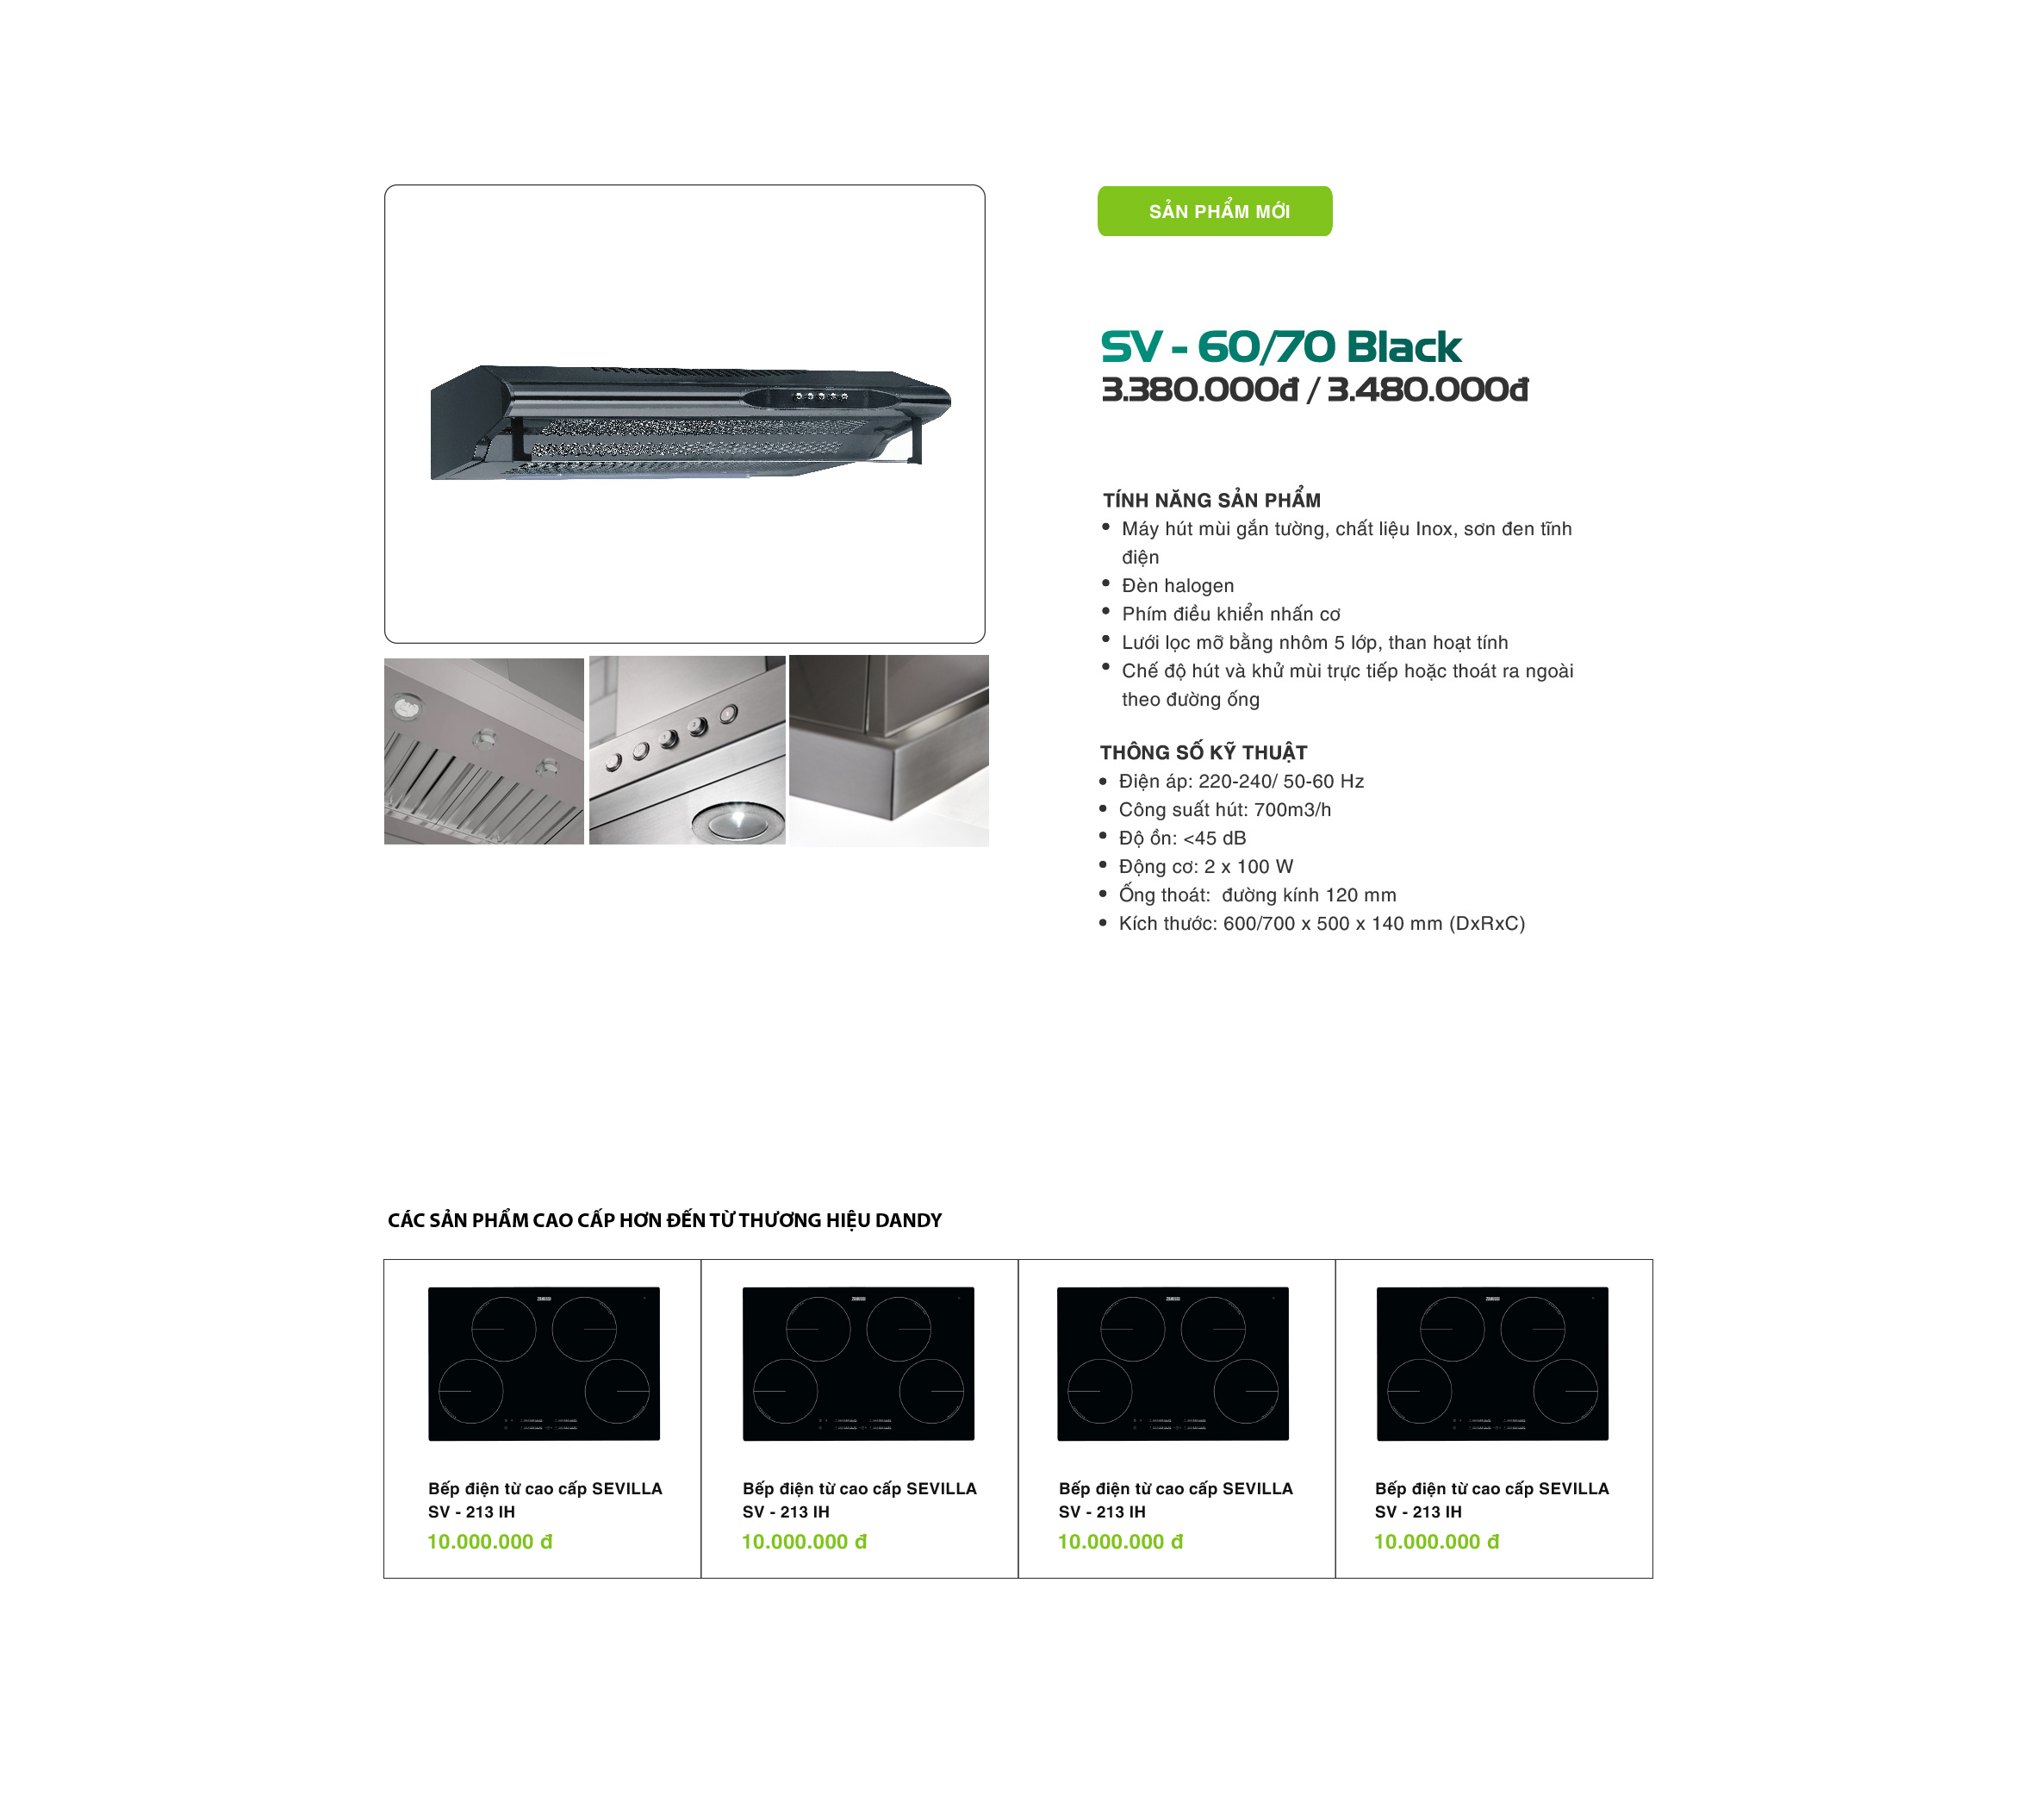 SẢN PHẨM MỚI
SV - 60/70 Black
3.380.000đ / 3.480.000đ
TÍNH NĂNG SẢN PHẨM
• Máy hút mùi gắn tường, chất liệu Inox, sơn đen tĩnh
điện
• Đèn halogen
• Phím điều khiển nhấn cơ
• Lưới lọc mỡ bằng nhôm 5 lớp, than hoạt tính
• Chế độ hút và khử mùi trực tiếp hoặc thoát ra ngoài
theo đường ống
THÔNG SỐ KỸ THUẬT
• Điện áp: 220-240/ 50-60 Hz
• Công suất hút: 700m3/h
• Độ ồn: <45 dB
• Động cơ: 2 x 100 W
• Ống thoát: đường kính 120 mm
• Kích thước: 600/700 x 500 x 140 mm (DxRxC)
CÁC SẢN PHẨM CAO CẤP HƠN ĐẾN TỪ THƯƠNG HIỆU DANDY
Bếp điện từ cao cấp SEVILLA
SV - 213 IH
10.000.000 đ
Bếp điện từ cao cấp SEVILLA
SV - 213 IH
10.000.000 đ
Bếp điện từ cao cấp SEVILLA
SV - 213 IH
10.000.000 đ
Bếp điện từ cao cấp SEVILLA
SV - 213 IH
10.000.000 đ